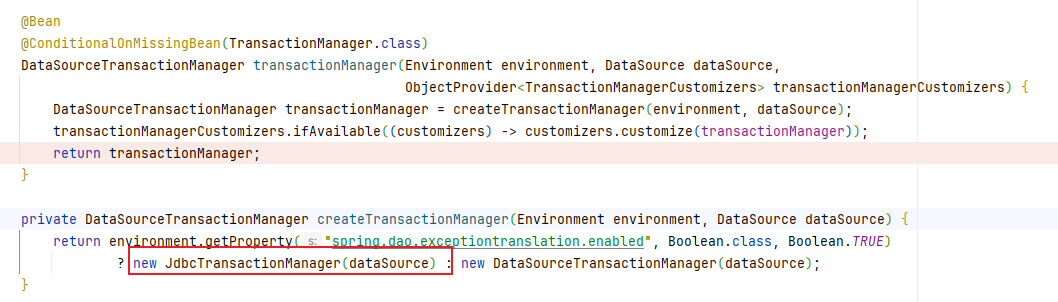 @Bean
@ConditionalOnMissingBean(TransactionManager.class)
DataSourceTransactionManager transactionManager(Environment environment, DataSource dataSource,
ObjectProvider<TransactionManagerCustomizers> transactionManagerCustomizers) {
DataSourceTransactionManager transactionManager = createTransactionManager(environment, dataSource);
transactionManagerCustomizers.ifAvailable((customizers) -> customizers.customize(transactionManager));
return transactionManager;
}
private DataSourceTransactionManager createTransactionManager(Environment environment, DataSource dataSource) {
return environment.getProperty( s: "spring.dao.exceptiontranslation.enabled", Boolean.class, Boolean.TRUE)
? new JdbcTransactionManager(dataSource) : new DataSourceTransactionManager(dataSource);
}